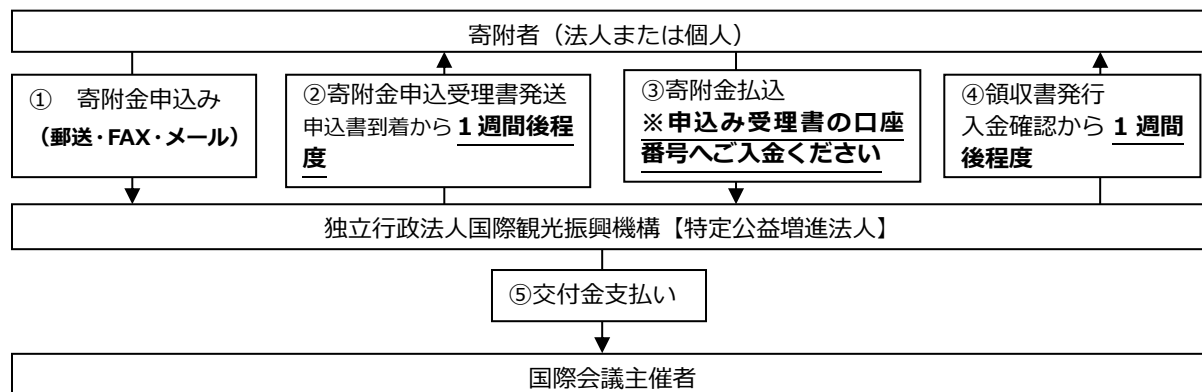 寄附者（法人または個人）
①　寄附金申込み
（郵送・FAX・メール）
②寄附金申込受理書発送
申込書到着から１週間後程
度
③寄附金払込
※申込み受理書の口座
番号へご入金ください
④領収書発行
入金確認から１週間
後程度
独立行政法人国際観光振興機構【特定公益増進法人】
⑤交付金支払い
国際会議主催者